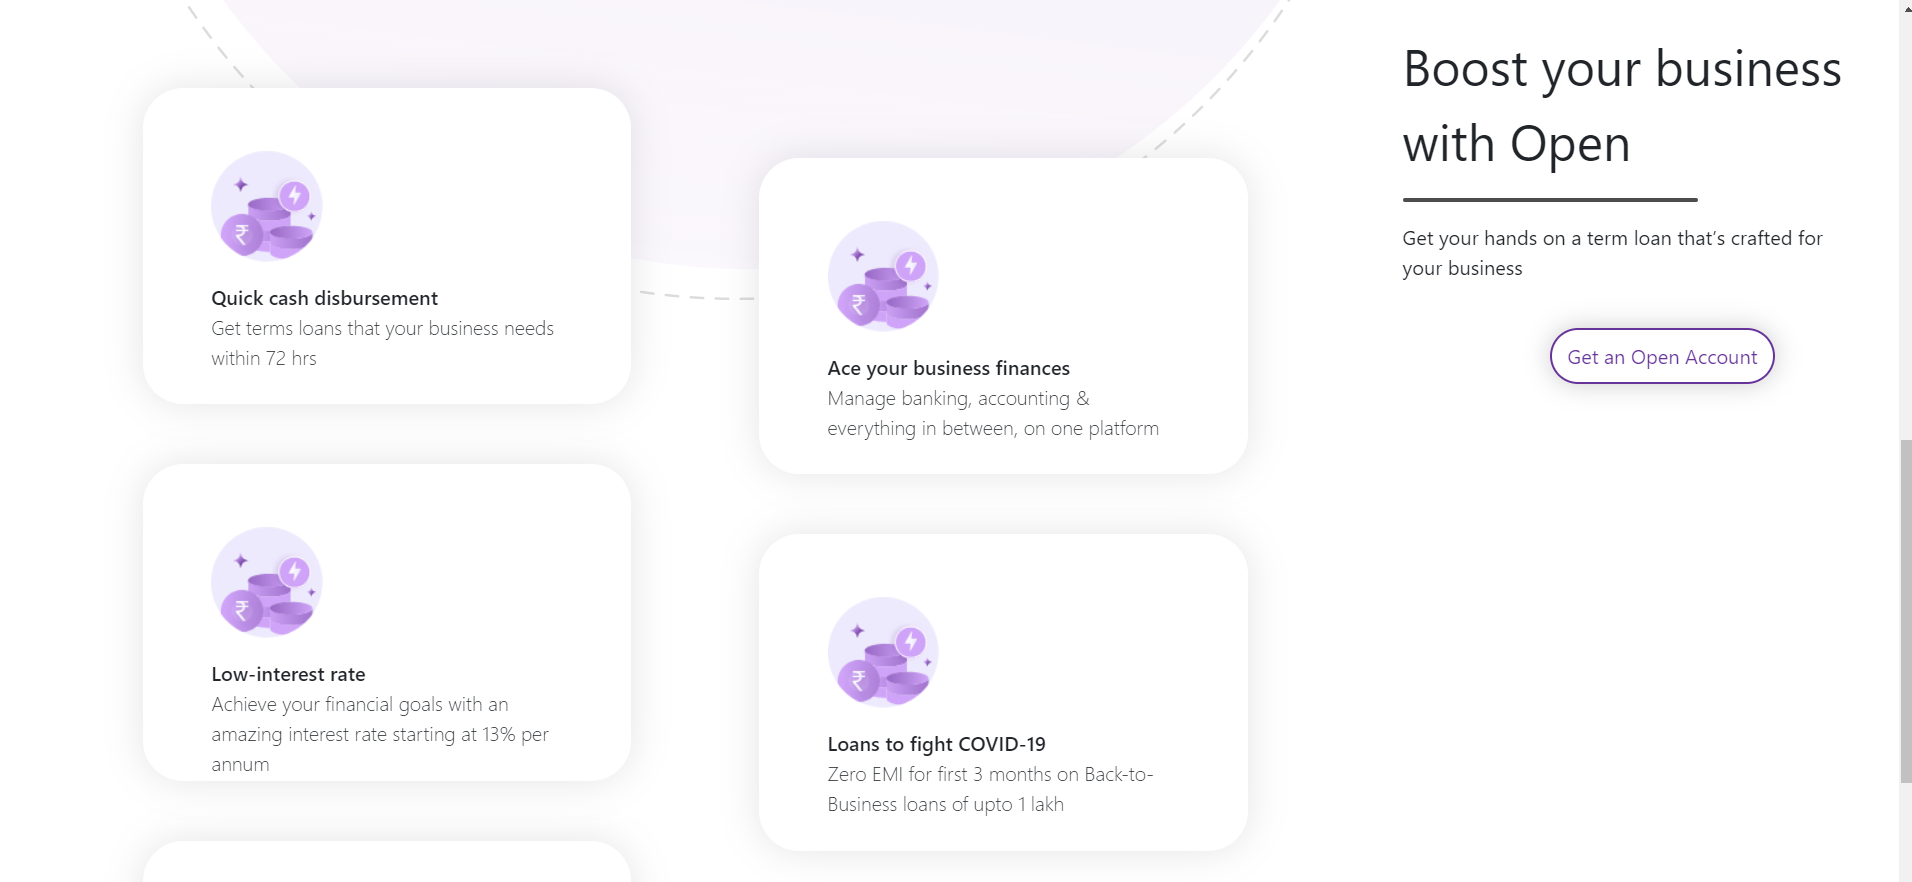 Boost your business
with Open
Get your hands on a term loan that’s crafted for
your business
Get an Open Account
Quick cash disbursement
Get terms loans that your business needs
within 72 hrs
Ace your business finances
Manage banking, accounting &
everything in between, on one platform
Low-interest rate
Achieve your financial goals with an
amazing interest rate starting at 13% per
annum
Loans to fight COVID-19
Zero EMI for first 3 months on Back-to-
Business loans of upto 1 lakh